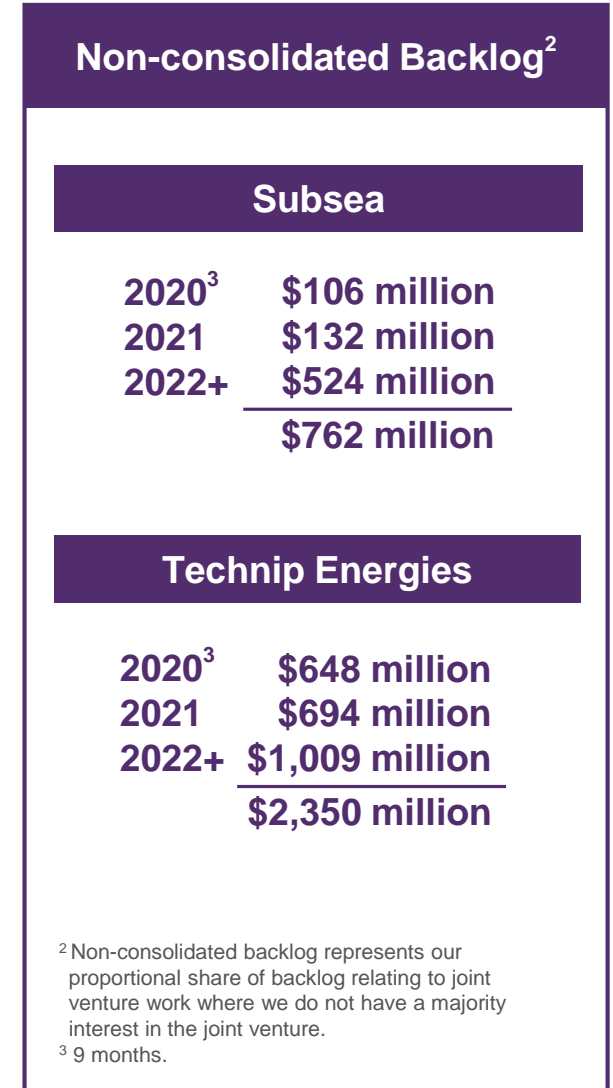 Non-consolidated Backlog²
Subsea
2020³ $106 million
2021 $132 million
2022+ $524 million
$762 million
Technip Energies
2020³ $648 million
2021 $694 million
2022+ $1,009 million
$2,350 million
² Non-consolidated backlog represents our
proportional share of backlog relating to joint
venture work where we do not have a majority
interest in the joint venture.
³ 9 months.